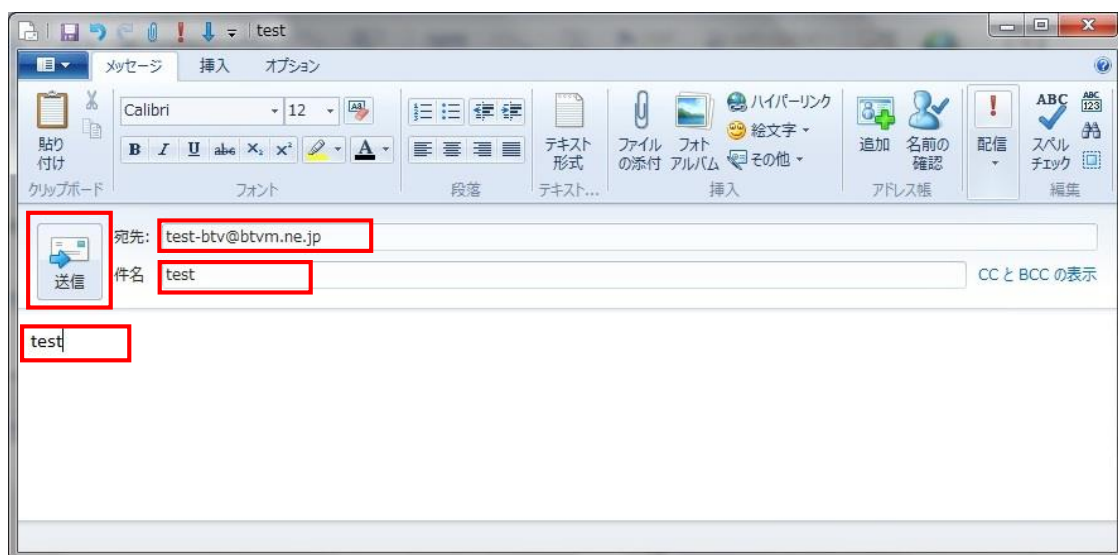 test
メッセージ 挿入 オプション
Calibri 12 ハイパーリンク ABC ABC 123
絵文字
貼り付け B I U abc X₂ X² A テキスト形式 ファイルの添付 フォトアルバム その他 追加 名前の確認 配信 スペルチェック
クリップボード フォント 段落 テキスト... 挿入 アドレス帳 編集
宛先: test-btv@btvm.ne.jp
送信 件名 test CC と BCC の表示
test